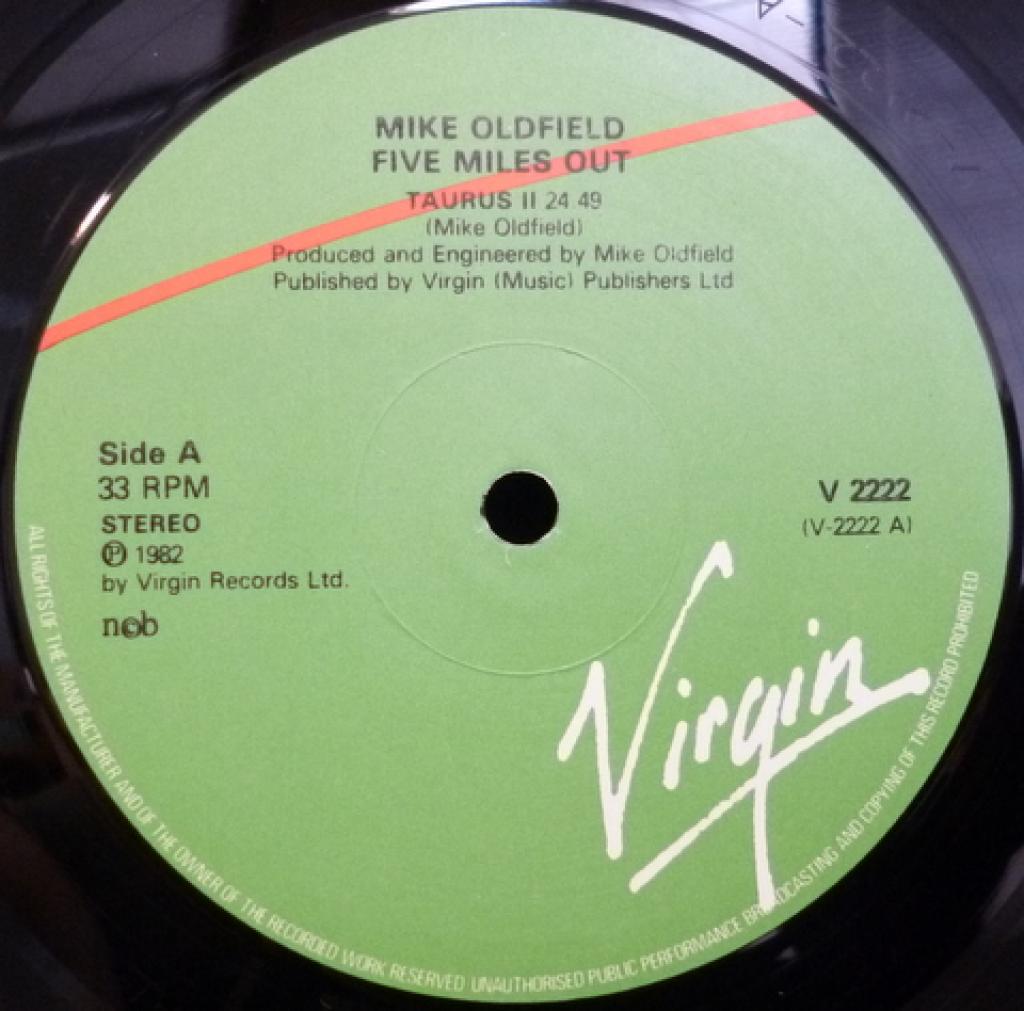 MIKE OLDFIELD
FIVE MILES OUT
TAURUS II 24 49
(Mike Oldfield)
Produced and Engineered by Mike Oldfield
Published by Virgin (Music) Publishers Ltd
Side A
33 RPM
STEREO
Ⓟ 1982
by Virgin Records Ltd.
ncb
V 2222
(V-2222 A)
Virgin
ALL RIGHTS OF THE MANUFACTURER AND OF THE OWNER OF THE RECORDED WORK RESERVED UNAUTHORISED PUBLIC PERFORMANCE BROADCASTING AND COPYING OF THIS RECORD PROHIBITED